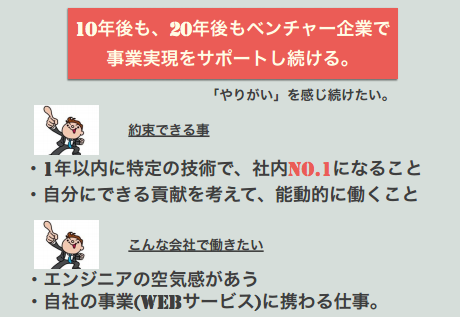 10年後も、20年後もベンチャー企業で
事業実現をサポートし続ける。
「やりがい」を感じ続けたい。
約束できる事
・1年以内に特定の技術で、社内NO.1になること
・自分にできる貢献を考えて、能動的に働くこと
こんな会社で働きたい
・エンジニアの空気感があう
・自社の事業(WEBサービス)に携わる仕事。